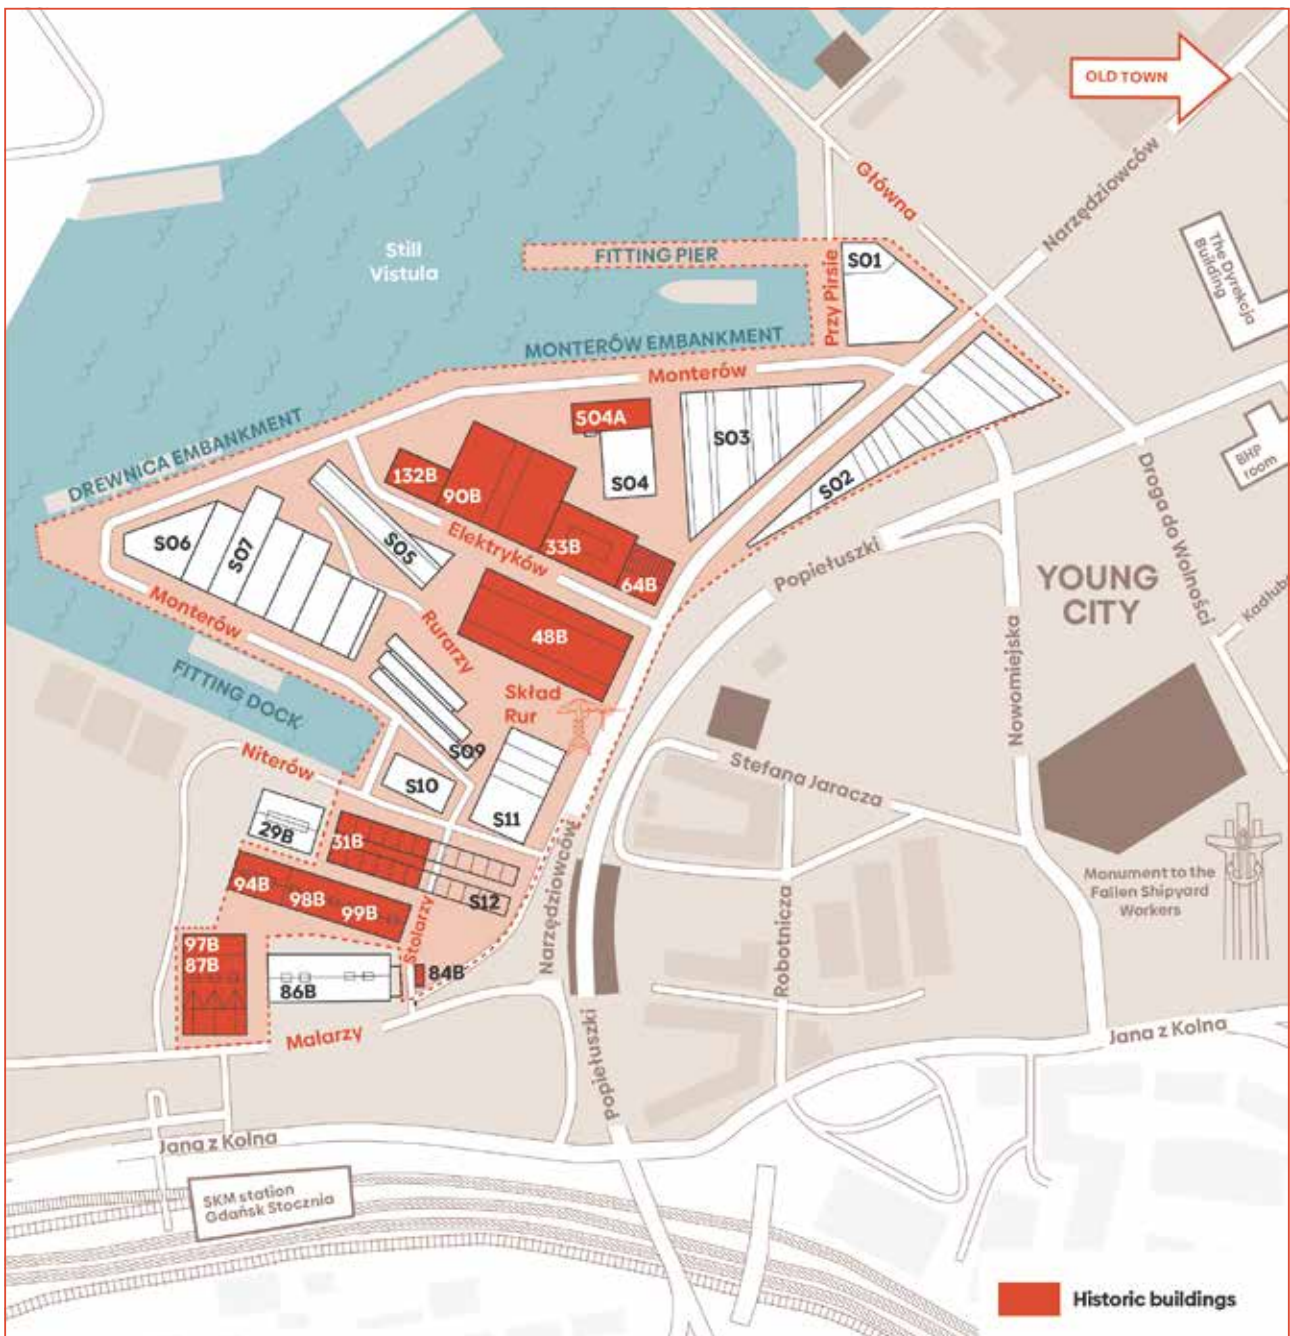 OLD TOWN
Główna
Narzędziowców
The Dyrekcja
Building
Still
Vistula
FITTING PIER
S01
Przy Pirsie
MONTERÓW EMBANKMENT
Monterów
DREWNICA EMBANKMENT
S04A
S03
S04
S02
132B
90B
BHP
room
Droga do Wolności
S06
S07
S05
Elektryków
33B
64B
Popiełuszki
YOUNG
CITY
Monterów
Rurarzy
48B
FITTING DOCK
Skład
Rur
Nowomiejska
Niterów
S09
S10
S11
Stefana Jaracza
29B
31B
Narzędziowców
Monument to the
Fallen Shipyard
Workers
94B
98B
99B
S12
Stolarzy
Robotnicza
97B
87B
86B
84B
Malarzy
Popiełuszki
Jana z Kolna
Jana z Kolna
SKM station
Gdańsk Stocznia
Historic buildings